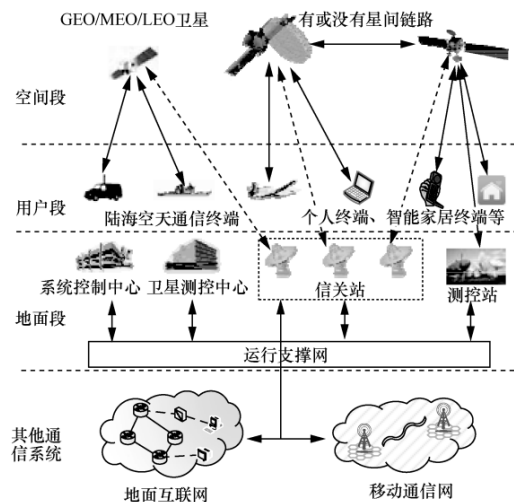 GEO/MEO/LEO卫星
有或没有星间链路
空间段
用户段
陆海空天通信终端
个人终端、智能家居终端等
系统控制中心
卫星测控中心
信关站
测控站
地面段
运行支撑网
其他通
信系统
地面互联网
移动通信网